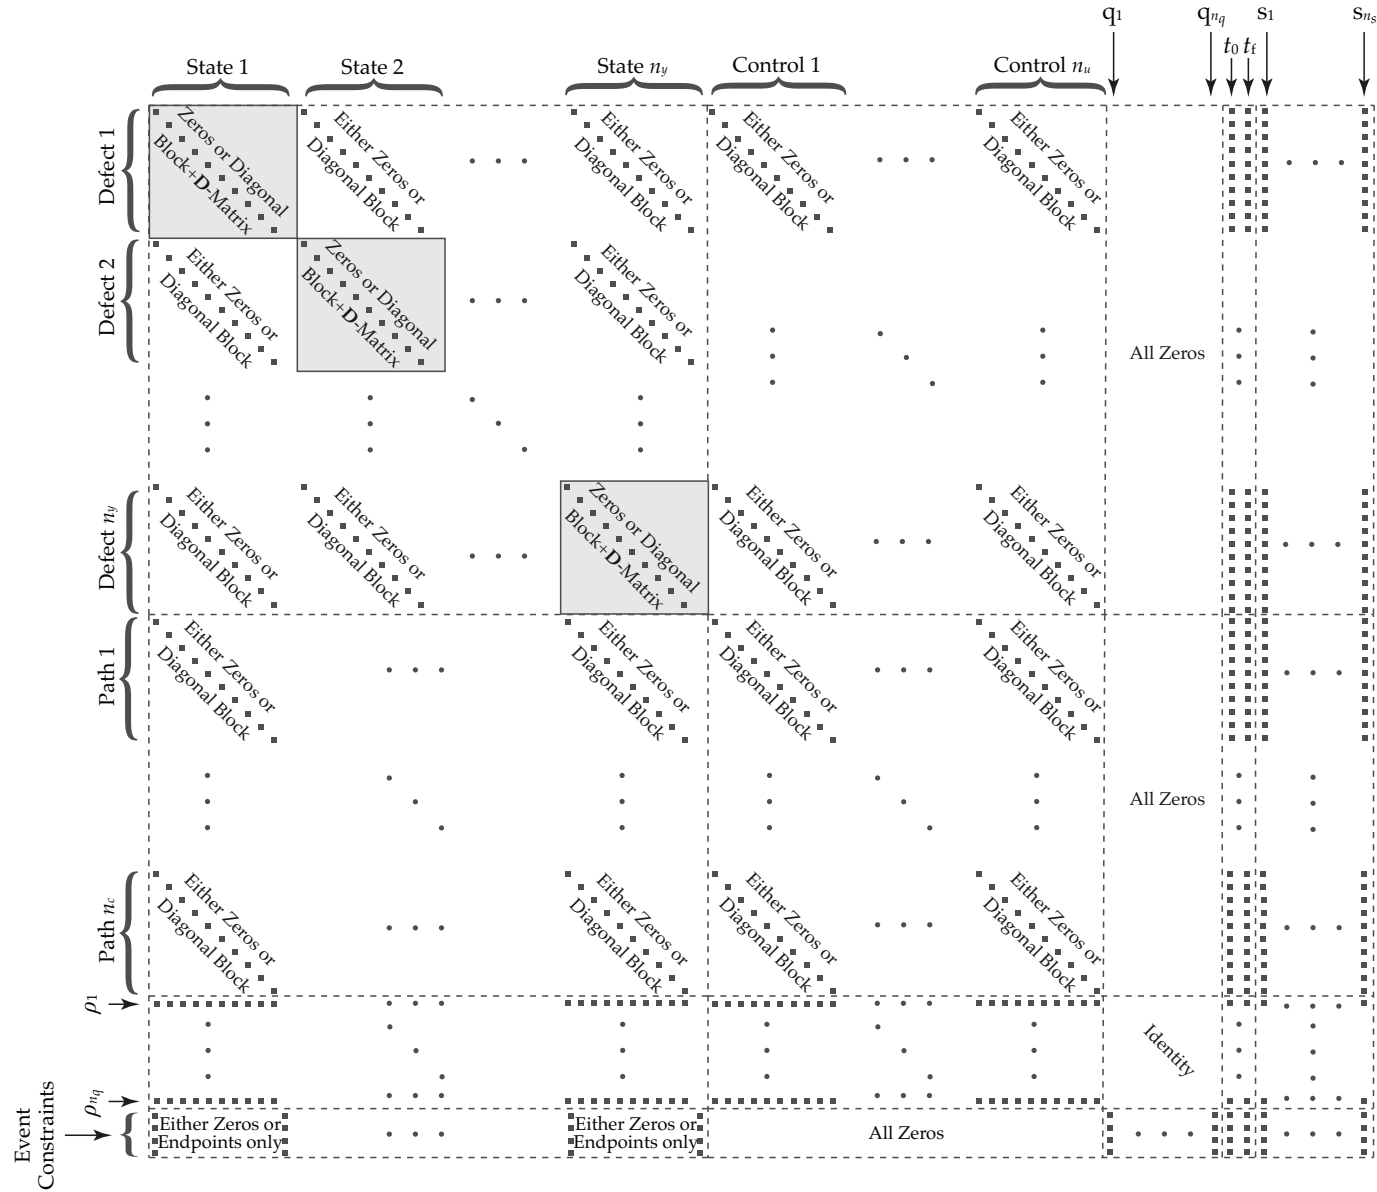 q1 qnq s1 sns
t0 tf
State 1 State 2 State ny Control 1 Control nu
Defect 1
Zeros or Diagonal
Block+D-Matrix
Either Zeros or
Diagonal Block
Either Zeros or
Diagonal Block
Either Zeros or
Diagonal Block
Either Zeros or
Diagonal Block
Defect 2
Either Zeros or
Diagonal Block
Zeros or Diagonal
Block+D-Matrix
Either Zeros or
Diagonal Block
All Zeros
Defect ny
Either Zeros or
Diagonal Block
Either Zeros or
Diagonal Block
Zeros or Diagonal
Block+D-Matrix
Either Zeros or
Diagonal Block
Either Zeros or
Diagonal Block
Path 1
Either Zeros or
Diagonal Block
Either Zeros or
Diagonal Block
Either Zeros or
Diagonal Block
Either Zeros or
Diagonal Block
All Zeros
Path nc
Either Zeros or
Diagonal Block
Either Zeros or
Diagonal Block
Either Zeros or
Diagonal Block
Either Zeros or
Diagonal Block
ρ1
Identity
ρnq
Event
Constraints
Either Zeros or
Endpoints only
Either Zeros or
Endpoints only
All Zeros